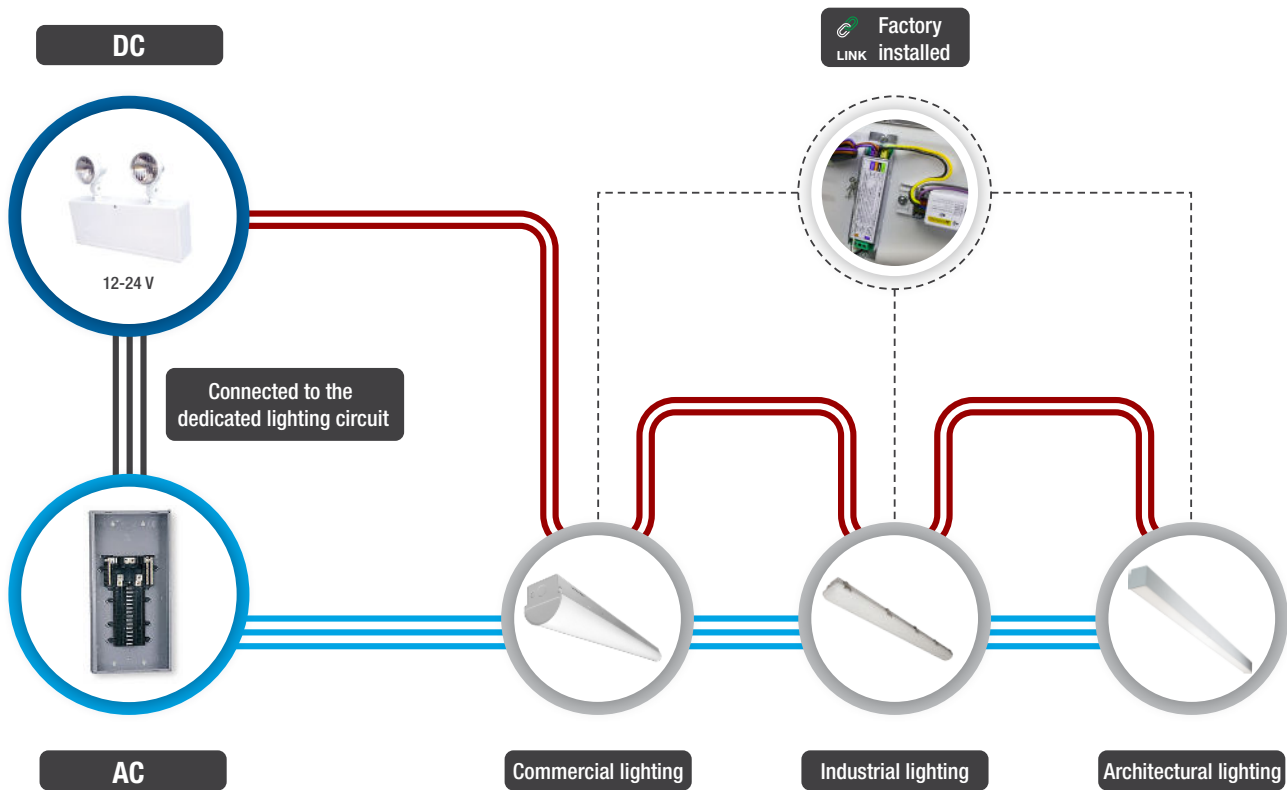 DC
Factory
LINK installed
12-24 V
Connected to the
dedicated lighting circuit
AC
Commercial lighting
Industrial lighting
Architectural lighting